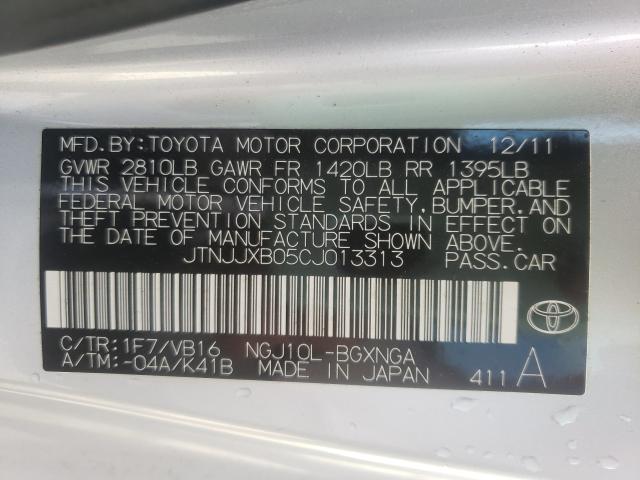 MFD.BY:TOYOTA MOTOR CORPORATION 12/11
GVWR 2810LB GAWR FR 1420LB RR 1395LB
THIS VEHICLE CONFORMS TO ALL APPLICABLE
FEDERAL MOTOR VEHICLE SAFETY,BUMPER,AND
THEFT PREVENTION STANDARDS IN EFFECT ON
THE DATE OF MANUFACTURE SHOWN ABOVE.
JTNJJXB05CJ013313 PASS.CAR
C/TR:1F7/VB16 NGJ10L-BGXNGA
A/TM:-04A/K41B MADE IN JAPAN 411 A